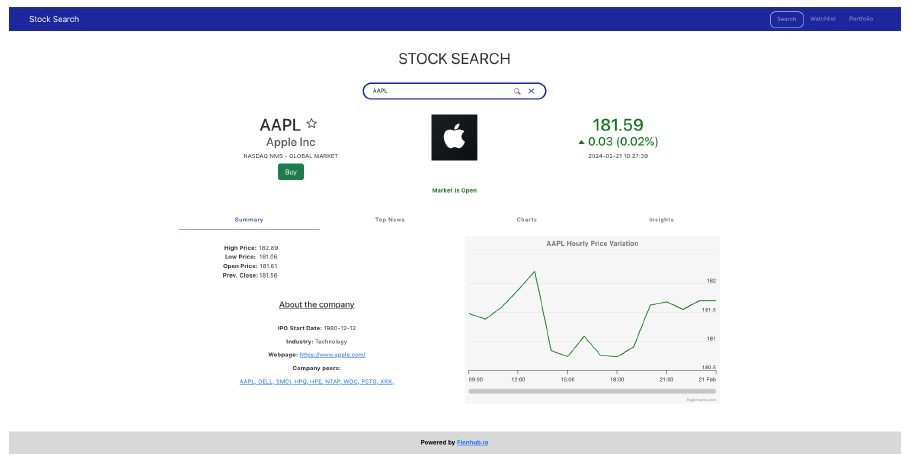 Stock Search
Search Watchlist Portfolio
STOCK SEARCH
AAPL
AAPL
Apple Inc
NASDAQ NMS - GLOBAL MARKET
Buy
181.59
0.03 (0.02%)
2024-02-21 10:27:39
Market is Open
Summary Top News Charts Insights
High Price: 182.89
Low Price: 181.06
Open Price: 181.61
Prev. Close: 181.56
About the company
IPO Start Date: 1980-12-12
Industry: Technology
Webpage: https://www.apple.com/
Company peers:
AAPL, DELL, SMCI, HPQ, HPE, NTAP, WDC, PSTG, XRX,
AAPL Hourly Price Variation
182
181.5
181
180.5
09:00 12:00 15:00 18:00 21:00 21 Feb
Highcharts.com
Powered by Finnhub.io